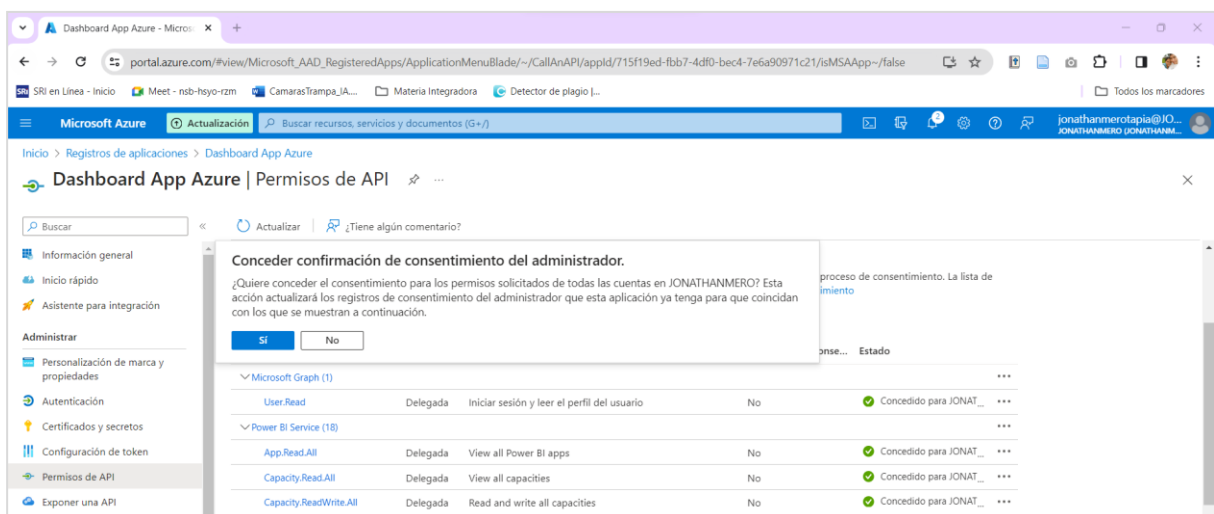 Dashboard App Azure - Micros
portal.azure.com/#view/Microsoft_AAD_RegisteredApps/ApplicationMenuBlade/~/CallAnAPI/appId/715f19ed-fbb7-4df0-bec4-7e6a90971c21/isMSAApp~/false
SRI en Línea - Inicio
Meet - nsb-hsyo-rzm
CamarasTrampa_IA....
Materia Integradora
Detector de plagio |...
Todos los marcadores
Microsoft Azure
Actualización
Buscar recursos, servicios y documentos (G+/)
jonathanmerotapia@JO...
JONATHANMERO (JONATHANM...
Inicio > Registros de aplicaciones > Dashboard App Azure
Dashboard App Azure | Permisos de API
Buscar
Actualizar
¿Tiene algún comentario?
Información general
Inicio rápido
Asistente para integración
Administrar
Personalización de marca y
propiedades
Autenticación
Certificados y secretos
Configuración de token
Permisos de API
Exponer una API
Conceder confirmación de consentimiento del administrador.
¿Quiere conceder el consentimiento para los permisos solicitados de todas las cuentas en JONATHANMERO? Esta
acción actualizará los registros de consentimiento del administrador que esta aplicación ya tenga para que coincidan
con los que se muestran a continuación.
Sí
No
proceso de consentimiento. La lista de
imiento
onse... Estado
Microsoft Graph (1)
User.Read Delegada Iniciar sesión y leer el perfil del usuario No Concedido para JONAT_
Power BI Service (18)
App.Read.All Delegada View all Power BI apps No Concedido para JONAT_
Capacity.Read.All Delegada View all capacities No Concedido para JONAT_
Capacity.ReadWrite.All Delegada Read and write all capacities No Concedido para JONAT_